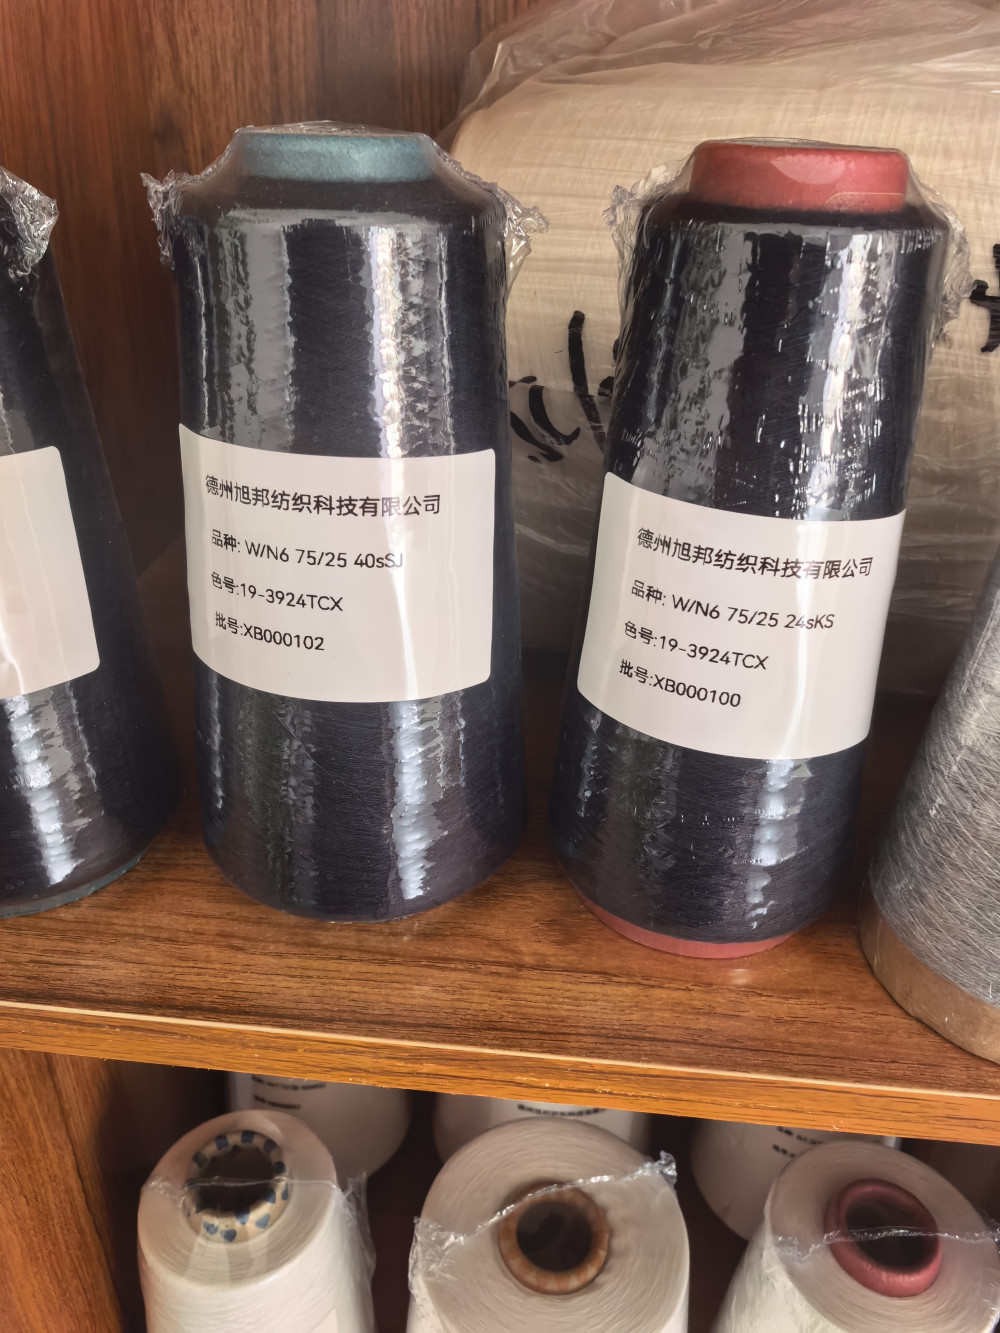 德州旭邦纺织科技有限公司
品种: W/N6 75/25 40sSJ
色号:19-3924TCX
批号:XB000102
德州旭邦纺织科技有限公司
品种: W/N6 75/25 24sKS
色号:19-3924TCX
批号:XB000100